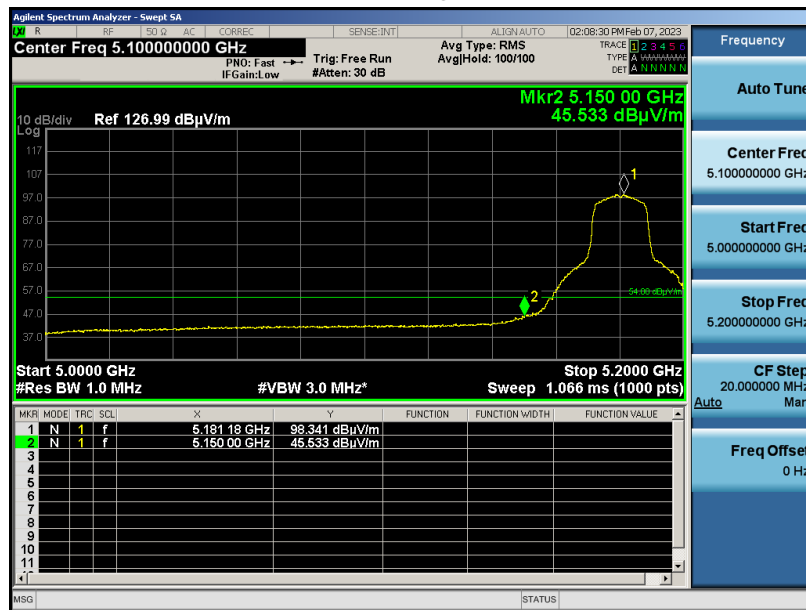 Agilent Spectrum Analyzer - Swept SA
LXI R RF 50 Ω AC CORREC SENSE:INT ALIGN AUTO 02:08:30 PM Feb 07, 2023
Center Freq 5.100000000 GHz
PNO: Fast
IFGain:Low
Trig: Free Run
#Atten: 30 dB
Avg Type: RMS
Avg|Hold: 100/100
TRACE 1 2 3 4 5 6
TYPE A WWWWW
DET A N N N N N
Mkr2 5.150 00 GHz
45.533 dBµV/m
10 dB/div Ref 126.99 dBµV/m
Log
117
107
97.0
87.0
77.0
67.0
57.0
47.0
37.0
1
2
54.00 dBµV/m
Start 5.0000 GHz Stop 5.2000 GHz
#Res BW 1.0 MHz #VBW 3.0 MHz* Sweep 1.066 ms (1000 pts)
MKR MODE TRC SCL X Y FUNCTION FUNCTION WIDTH FUNCTION VALUE
1 N 1 f 5.181 18 GHz 98.341 dBµV/m
2 N 1 f 5.150 00 GHz 45.533 dBµV/m
3
4
5
6
7
8
9
10
11
MSG STATUS
Frequency
Auto Tune
Center Freq
5.100000000 GHz
Start Freq
5.000000000 GHz
Stop Freq
5.200000000 GHz
CF Step
20.000000 MHz
Auto Man
Freq Offset
0 Hz